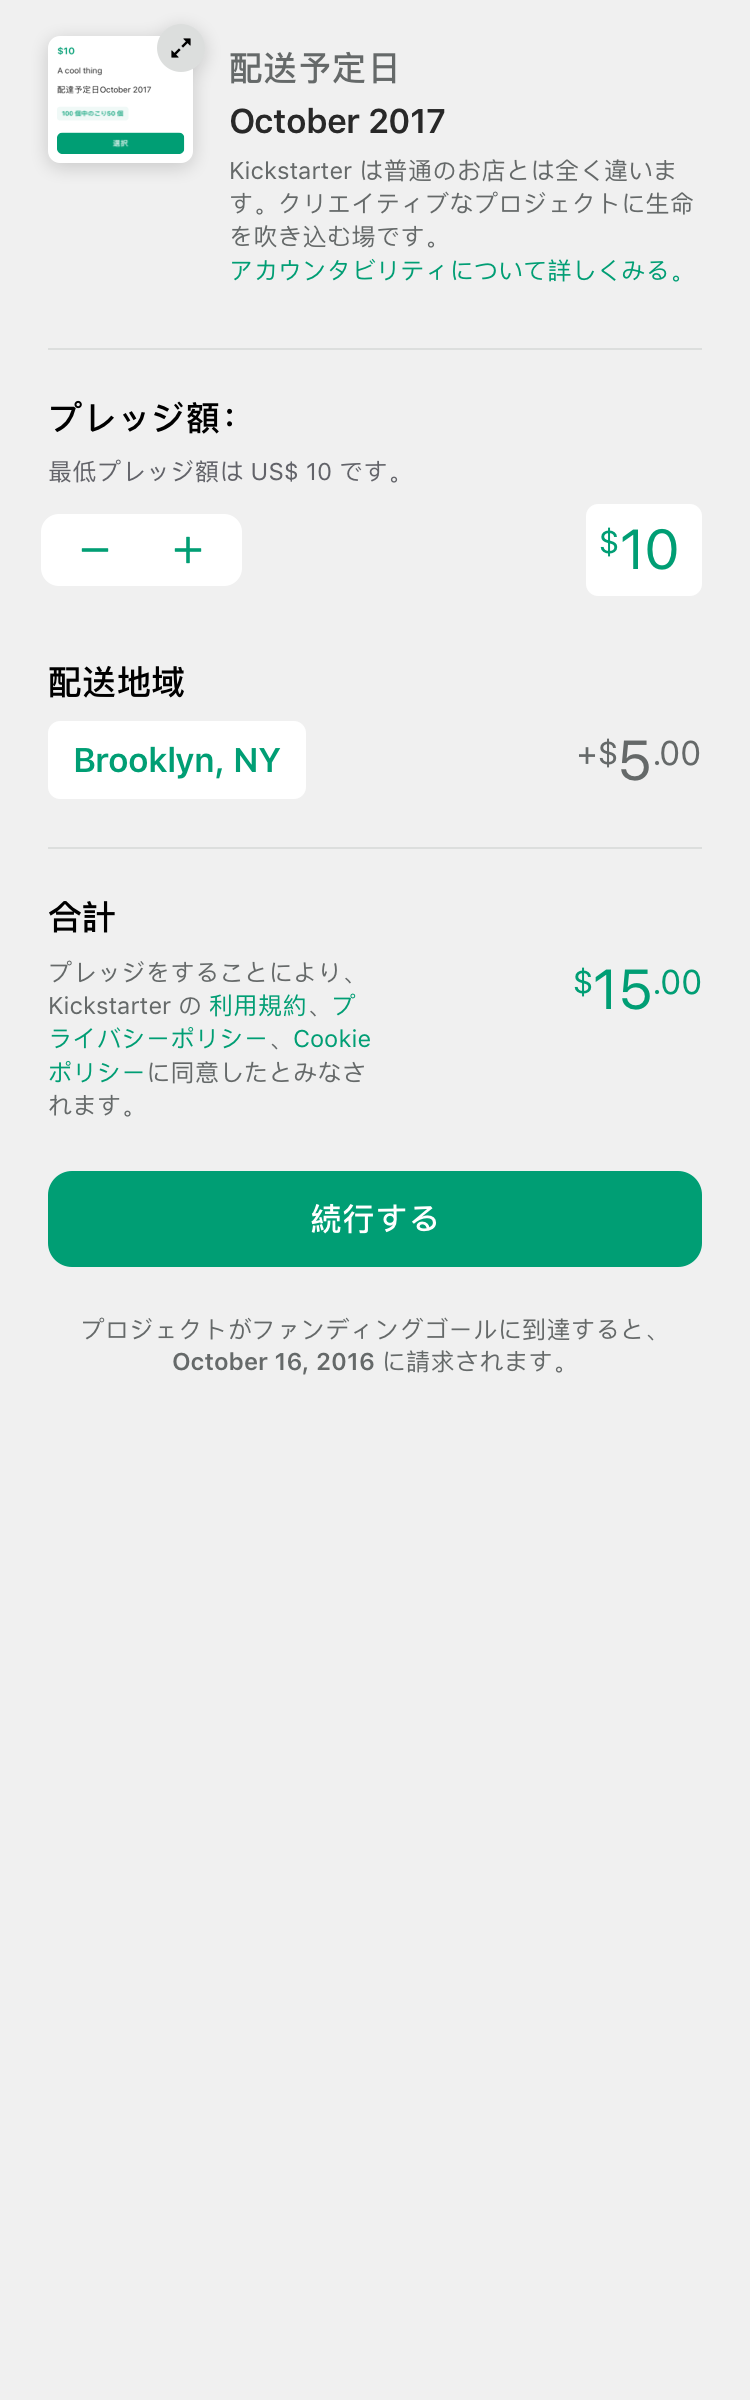 $10
A cool thing
配達予定日October 2017
100 個中のこり50 個
選択
配送予定日
October 2017
Kickstarter は普通のお店とは全く違いま
す。クリエイティブなプロジェクトに生命
を吹き込む場です。
アカウンタビリティについて詳しくみる。
プレッジ額：
最低プレッジ額は US$ 10 です。
− +
$10
配送地域
Brooklyn, NY
+$5.00
合計
プレッジをすることにより、
Kickstarter の 利用規約、プ
ライバシーポリシー、Cookie
ポリシーに同意したとみなさ
れます。
$15.00
続行する
プロジェクトがファンディングゴールに到達すると、
October 16, 2016 に請求されます。